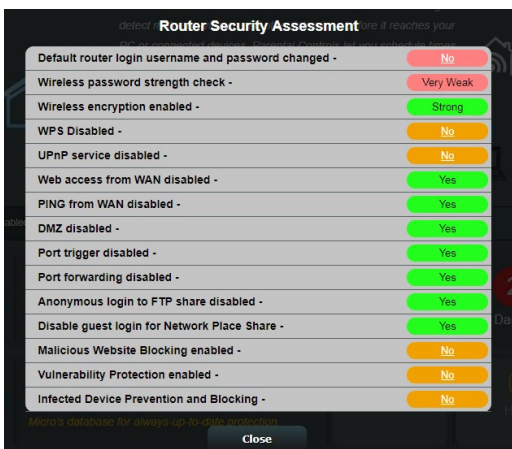 detect
it reaches your
Router Security Assessment
Default router login username and password changed - No
Wireless password strength check - Very Weak
Wireless encryption enabled - Strong
WPS Disabled - No
UPnP service disabled - No
Web access from WAN disabled - Yes
PING from WAN disabled - Yes
DMZ disabled - Yes
Port trigger disabled - Yes
Port forwarding disabled - Yes
Anonymous login to FTP share disabled - Yes
Disable guest login for Network Place Share - Yes
Malicious Website Blocking enabled - No
Vulnerability Protection enabled - No
Infected Device Prevention and Blocking - No
Micro's database for always-up-to-date protection
Close